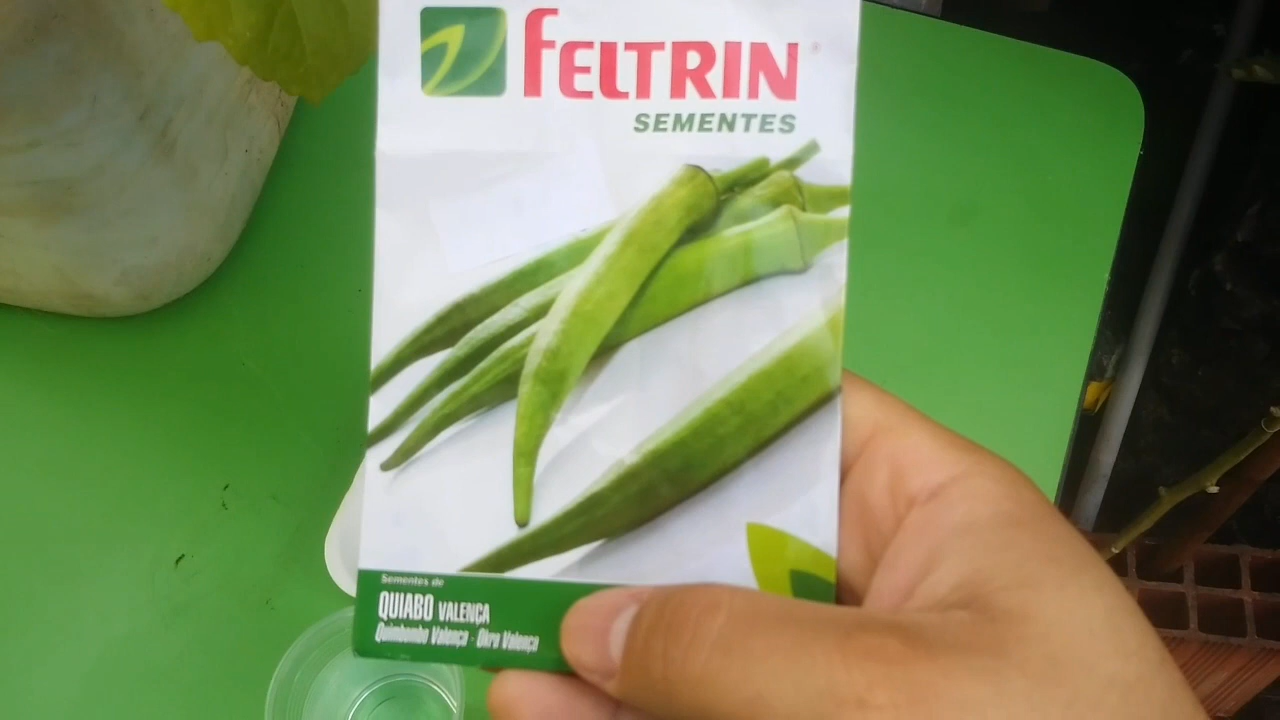 FELTRIN®
SEMENTES
Sementes de
QUIABO VALENÇA
Quimbombo Valença - Okra Valença